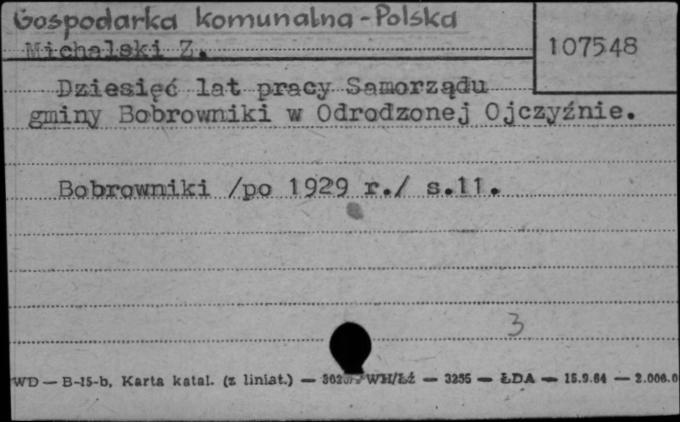 Gospodarka komunalna - Polska
Michalski Z.
107548
Dziesięć lat pracy Samorządu
gminy Bobrowniki w Odrodzonej Ojczyźnie.
Bobrowniki /po 1929 r./ s.11.
3
WD — B-15-b, Karta katal. (z liniat.) — WH/Łź — 3255 — ŁDA — 15.9.64 — 2.000.0